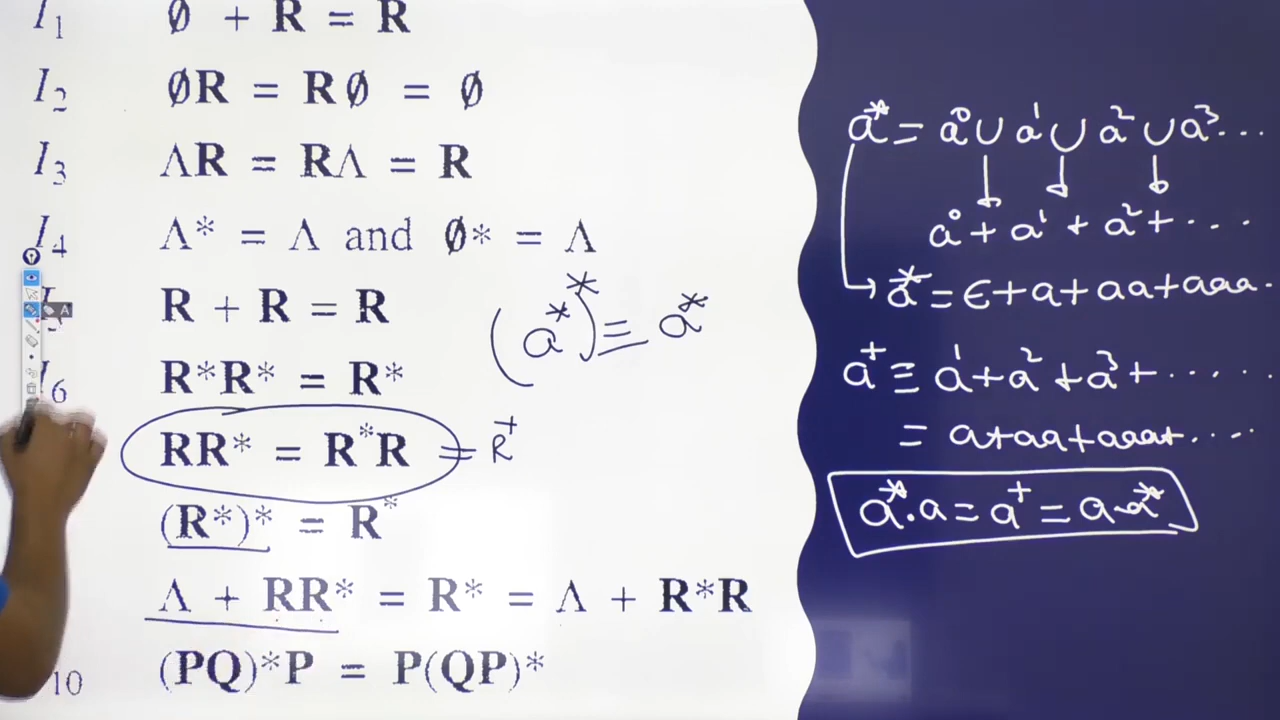 I₁ ∅ + R = R
I₂ ∅R = R∅ = ∅
I₃ ΛR = RΛ = R
I₄ Λ* = Λ and ∅* = Λ
R + R = R
(a*)* ≡ a*
I₆ R*R* = R*
RR* = R*R = R⁺
(R*)* = R*
Λ + RR* = R* = Λ + R*R
10 (PQ)*P = P(QP)*
a* = a⁰ ∪ a¹ ∪ a² ∪ a³ ...
a⁰ + a¹ + a² + ....
a* = ε + a + aa + aaa.
a⁺ ≡ a¹ + a² + a³ + ......
= a + aa + aaa + ....
a*.a = a⁺ = a.a*
A